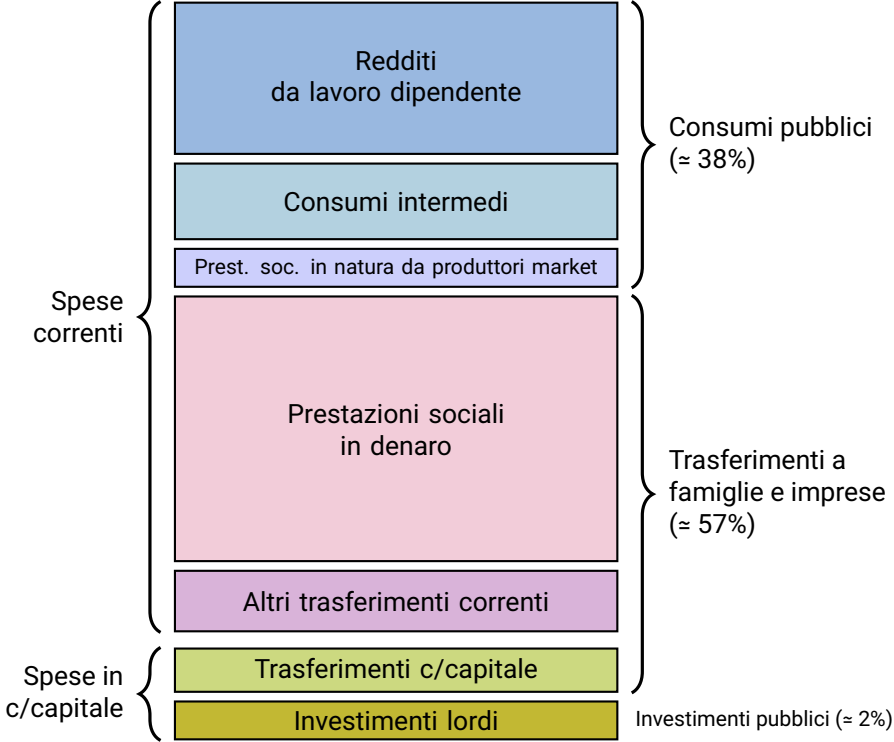 Redditi
da lavoro dipendente
Consumi intermedi
Prest. soc. in natura da produttori market
Prestazioni sociali
in denaro
Altri trasferimenti correnti
Trasferimenti c/capitale
Investimenti lordi
Spese
correnti
Spese in
c/capitale
Consumi pubblici
(≃ 38%)
Trasferimenti a
famiglie e imprese
(≃ 57%)
Investimenti pubblici (≃ 2%)